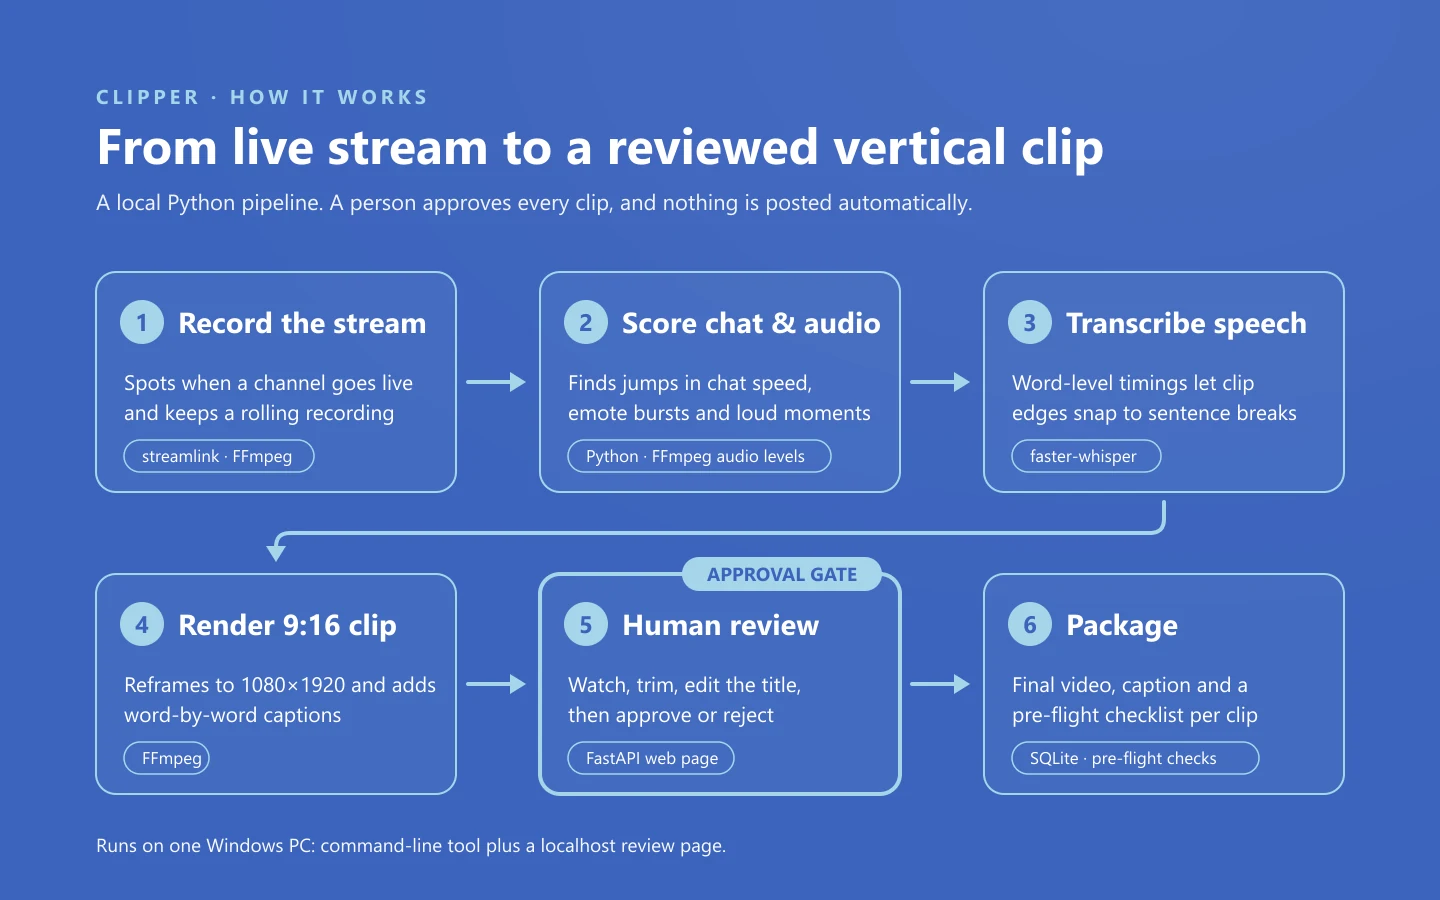 CLIPPER · HOW IT WORKS
From live stream to a reviewed vertical clip
A local Python pipeline. A person approves every clip, and nothing is posted automatically.
1 Record the stream
Spots when a channel goes live
and keeps a rolling recording
streamlink · FFmpeg
2 Score chat & audio
Finds jumps in chat speed,
emote bursts and loud moments
Python · FFmpeg audio levels
3 Transcribe speech
Word-level timings let clip
edges snap to sentence breaks
faster-whisper
4 Render 9:16 clip
Reframes to 1080×1920 and adds
word-by-word captions
FFmpeg
APPROVAL GATE
5 Human review
Watch, trim, edit the title,
then approve or reject
FastAPI web page
6 Package
Final video, caption and a
pre-flight checklist per clip
SQLite · pre-flight checks
Runs on one Windows PC: command-line tool plus a localhost review page.